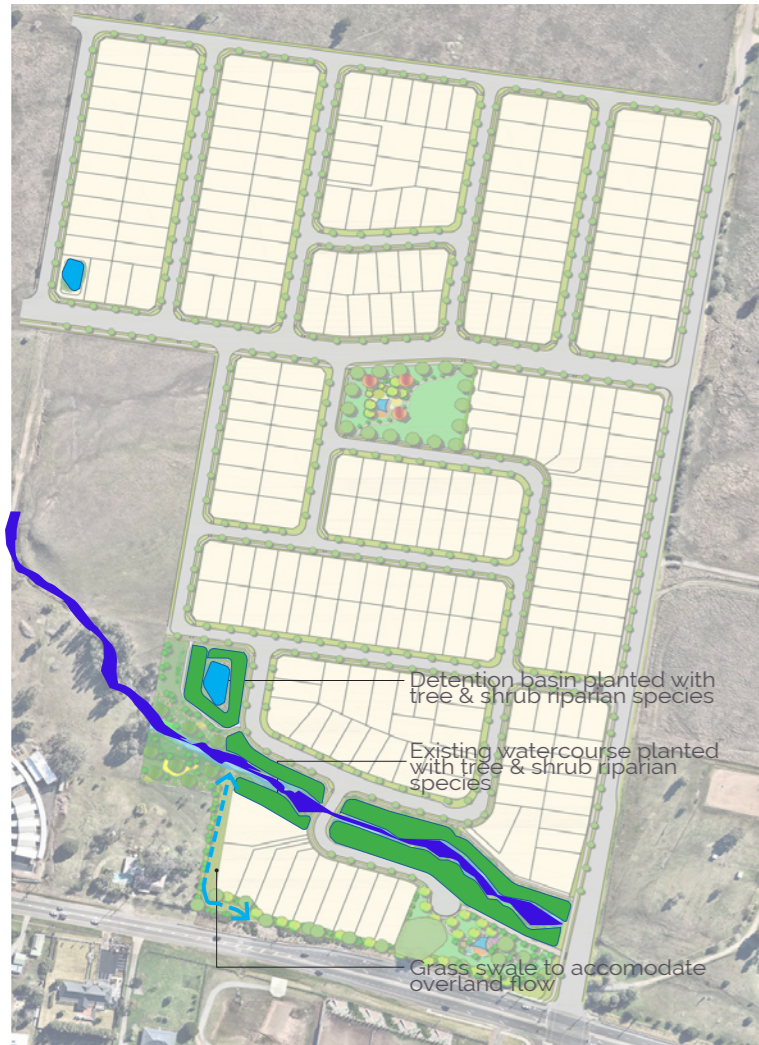 Detention basin planted with
tree & shrub riparian species
Existing watercourse planted
with tree & shrub riparian
species
Grass swale to accomodate
overland flow